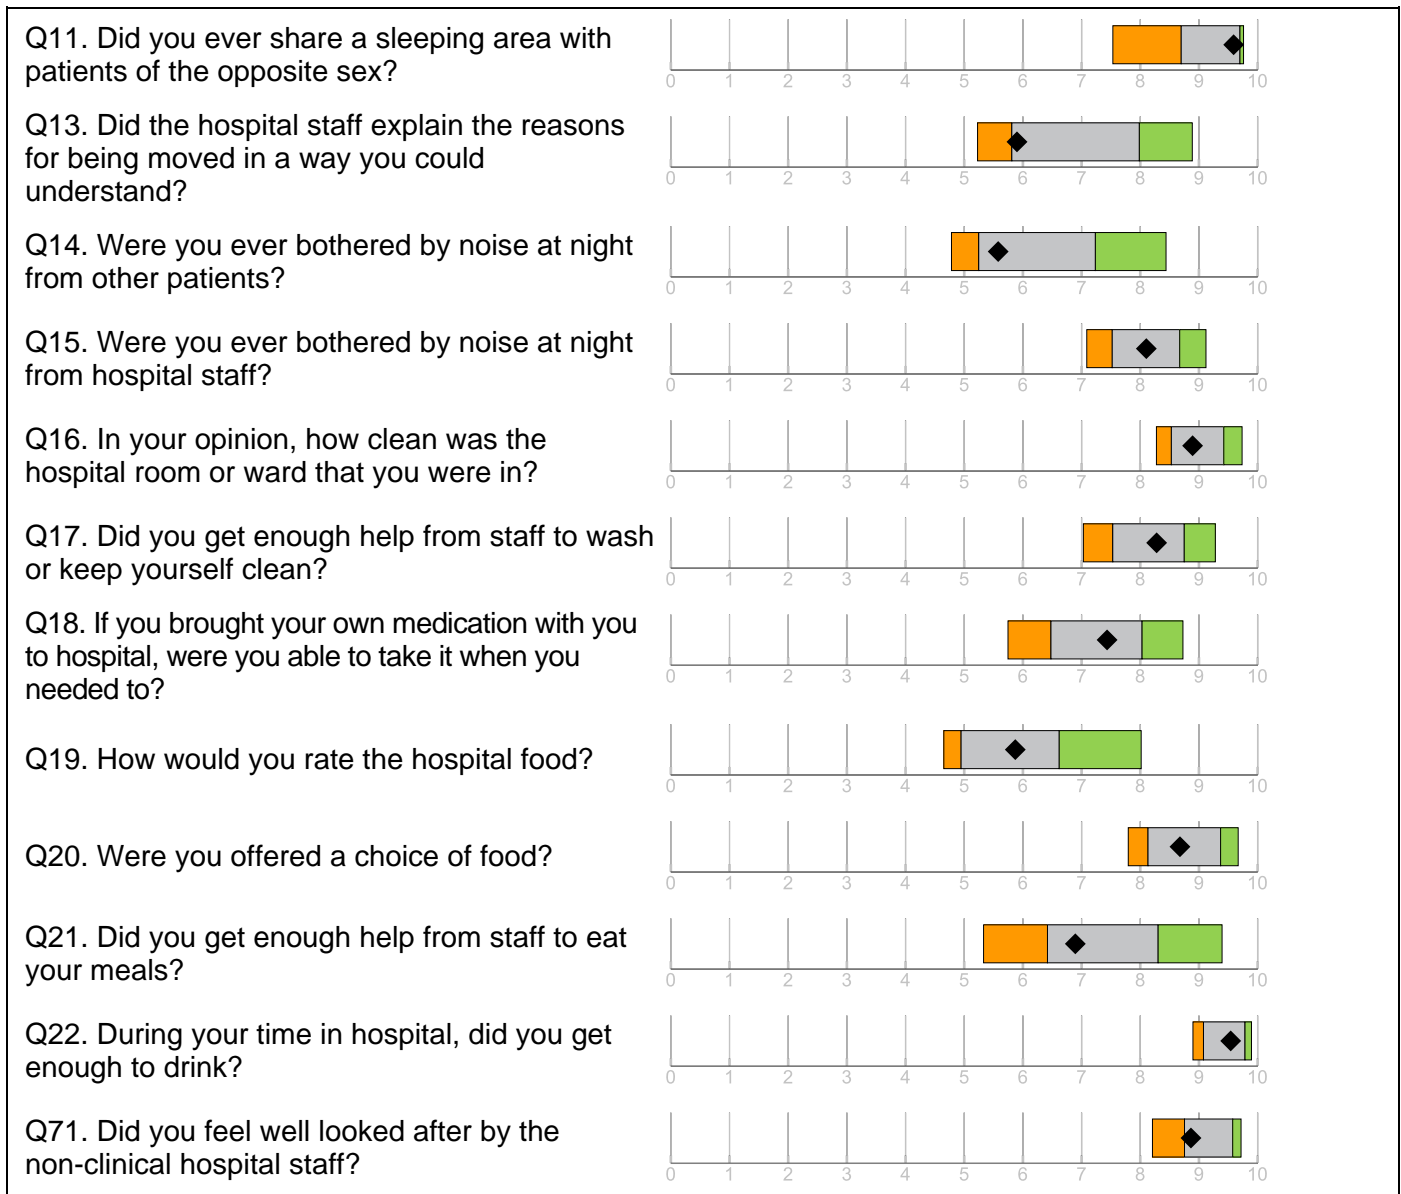 Q11. Did you ever share a sleeping area with
patients of the opposite sex?
0 1 2 3 4 5 6 7 8 9 10
Q13. Did the hospital staff explain the reasons
for being moved in a way you could
understand?
0 1 2 3 4 5 6 7 8 9 10
Q14. Were you ever bothered by noise at night
from other patients?
0 1 2 3 4 5 6 7 8 9 10
Q15. Were you ever bothered by noise at night
from hospital staff?
0 1 2 3 4 5 6 7 8 9 10
Q16. In your opinion, how clean was the
hospital room or ward that you were in?
0 1 2 3 4 5 6 7 8 9 10
Q17. Did you get enough help from staff to wash
or keep yourself clean?
0 1 2 3 4 5 6 7 8 9 10
Q18. If you brought your own medication with you
to hospital, were you able to take it when you
needed to?
0 1 2 3 4 5 6 7 8 9 10
Q19. How would you rate the hospital food?
0 1 2 3 4 5 6 7 8 9 10
Q20. Were you offered a choice of food?
0 1 2 3 4 5 6 7 8 9 10
Q21. Did you get enough help from staff to eat
your meals?
0 1 2 3 4 5 6 7 8 9 10
Q22. During your time in hospital, did you get
enough to drink?
0 1 2 3 4 5 6 7 8 9 10
Q71. Did you feel well looked after by the
non-clinical hospital staff?
0 1 2 3 4 5 6 7 8 9 10